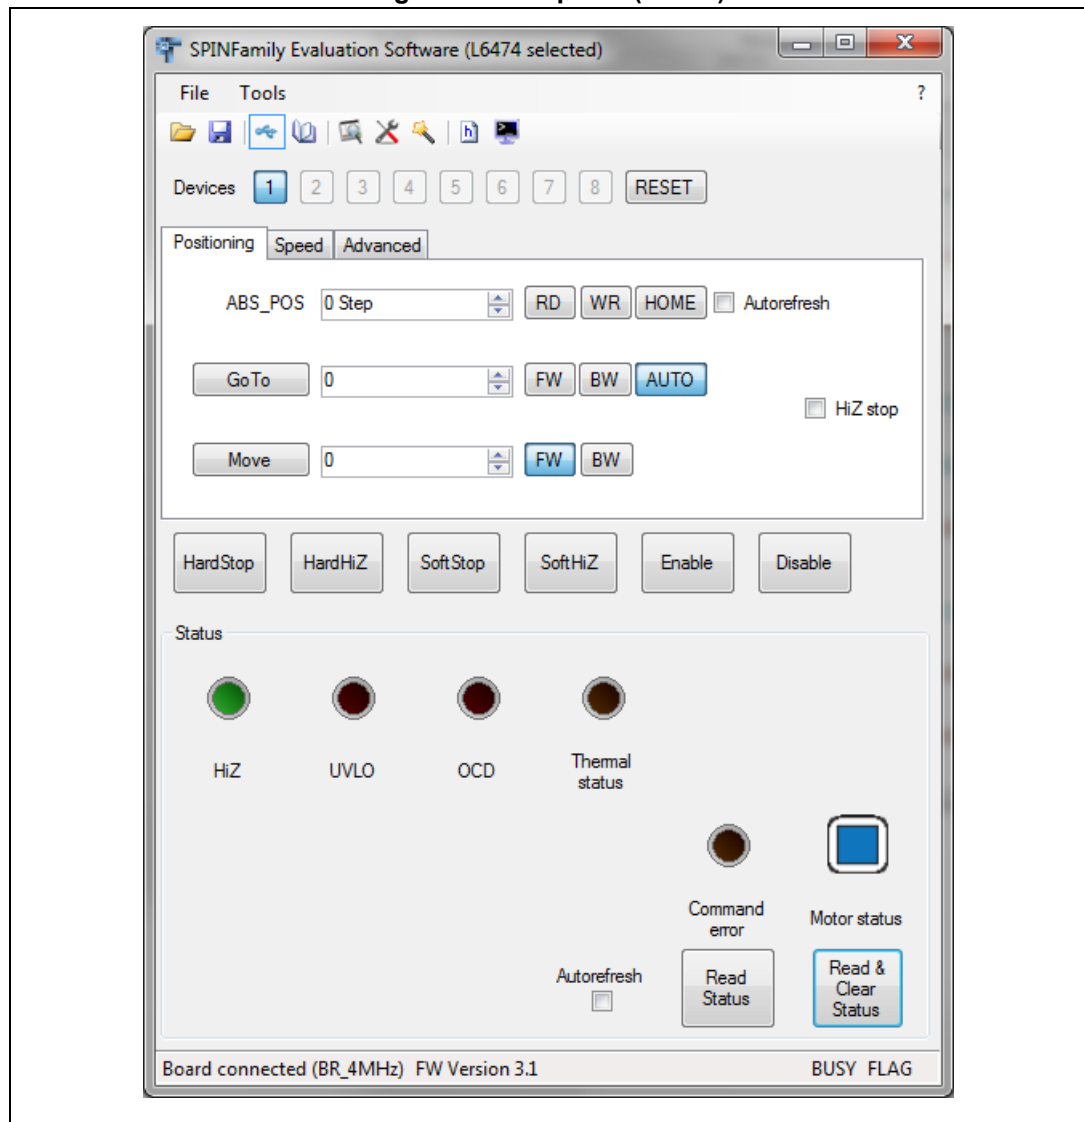 SPINFamily Evaluation Software (L6474 selected)
File Tools ?
h
Devices 1 2 3 4 5 6 7 8 RESET
Positioning Speed Advanced
ABS_POS 0 Step RD WR HOME Autorefresh
GoTo 0 FW BW AUTO
HiZ stop
Move 0 FW BW
HardStop HardHiZ SoftStop SoftHiZ Enable Disable
Status
HiZ UVLO OCD Thermal
status
Command
error
Motor status
Autorefresh
Read
Status
Read &
Clear
Status
Board connected (BR_4MHz) FW Version 3.1 BUSY FLAG